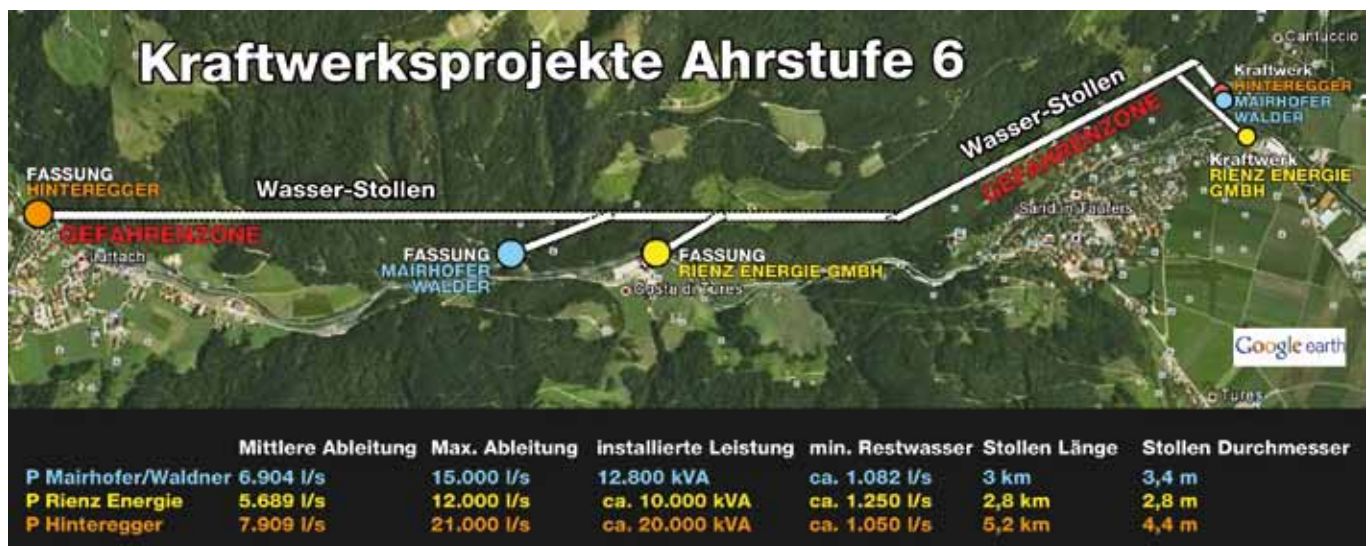 Kraftwerksprojekte Ahrstufe 6
Cantuccio
Kraftwerk
HINTEREGGER
MAIRHOFER
WALDER
Wasser-Stollen
GEFAHRENZONE
Kraftwerk
RIENZ ENERGIE
GMBH
FASSUNG
HINTEREGGER
Wasser-Stollen
GEFAHRENZONE
Luttach
FASSUNG
MAIRHOFER
WALDER
FASSUNG
RIENZ ENERGIE GMBH
Costa di Tures
Sand in Taufers
Google earth
Tures
Mittlere Ableitung Max. Ableitung installierte Leistung min. Restwasser Stollen Länge Stollen Durchmesser
P Mairhofer/Waldner 6.904 l/s 15.000 l/s 12.800 kVA ca. 1.082 l/s 3 km 3,4 m
P Rienz Energie 5.689 l/s 12.000 l/s ca. 10.000 kVA ca. 1.250 l/s 2,8 km 2,8 m
P Hinteregger 7.909 l/s 21.000 l/s ca. 20.000 kVA ca. 1.050 l/s 5,2 km 4,4 m